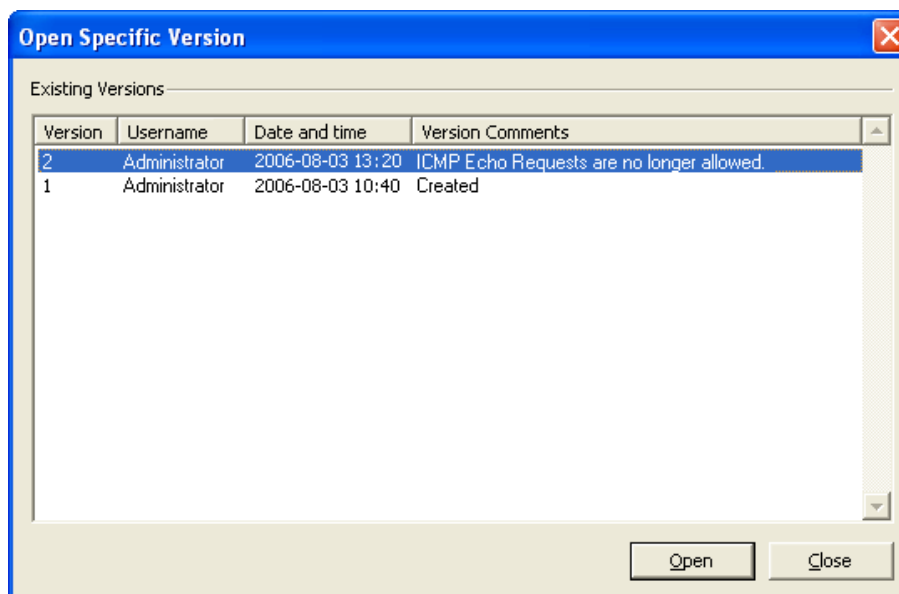 Open Specific Version
Existing Versions
Version Username Date and time Version Comments
2 Administrator 2006-08-03 13:20 ICMP Echo Requests are no longer allowed.
1 Administrator 2006-08-03 10:40 Created
Open Close